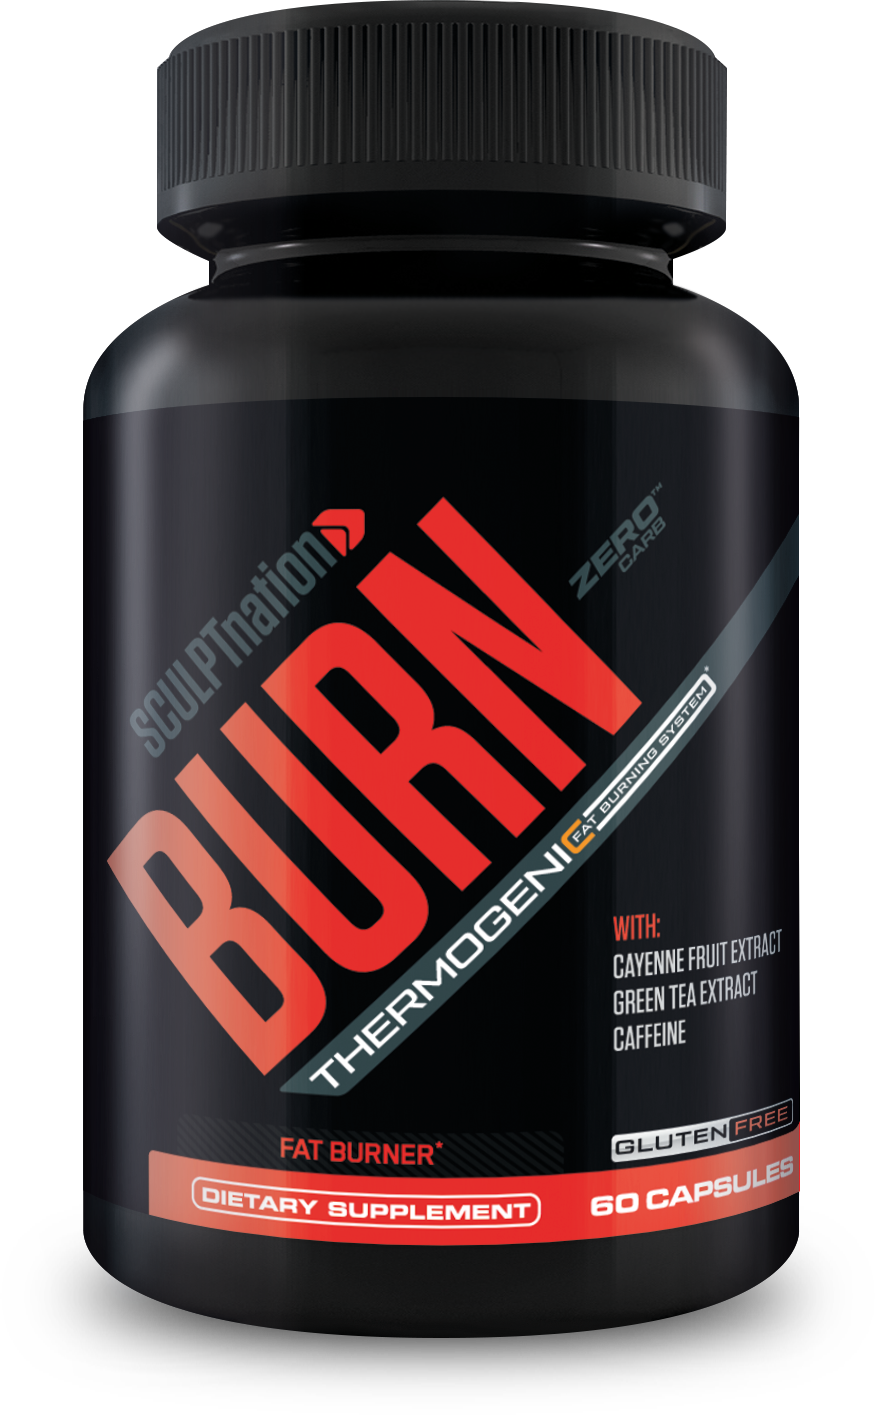 SCULPTnation
BURN
ZERO™
CARB
THERMOGENIC
FAT BURNING SYSTEM*
WITH:
CAYENNE FRUIT EXTRACT
GREEN TEA EXTRACT
CAFFEINE
GLUTEN FREE
FAT BURNER*
DIETARY SUPPLEMENT
60 CAPSULES